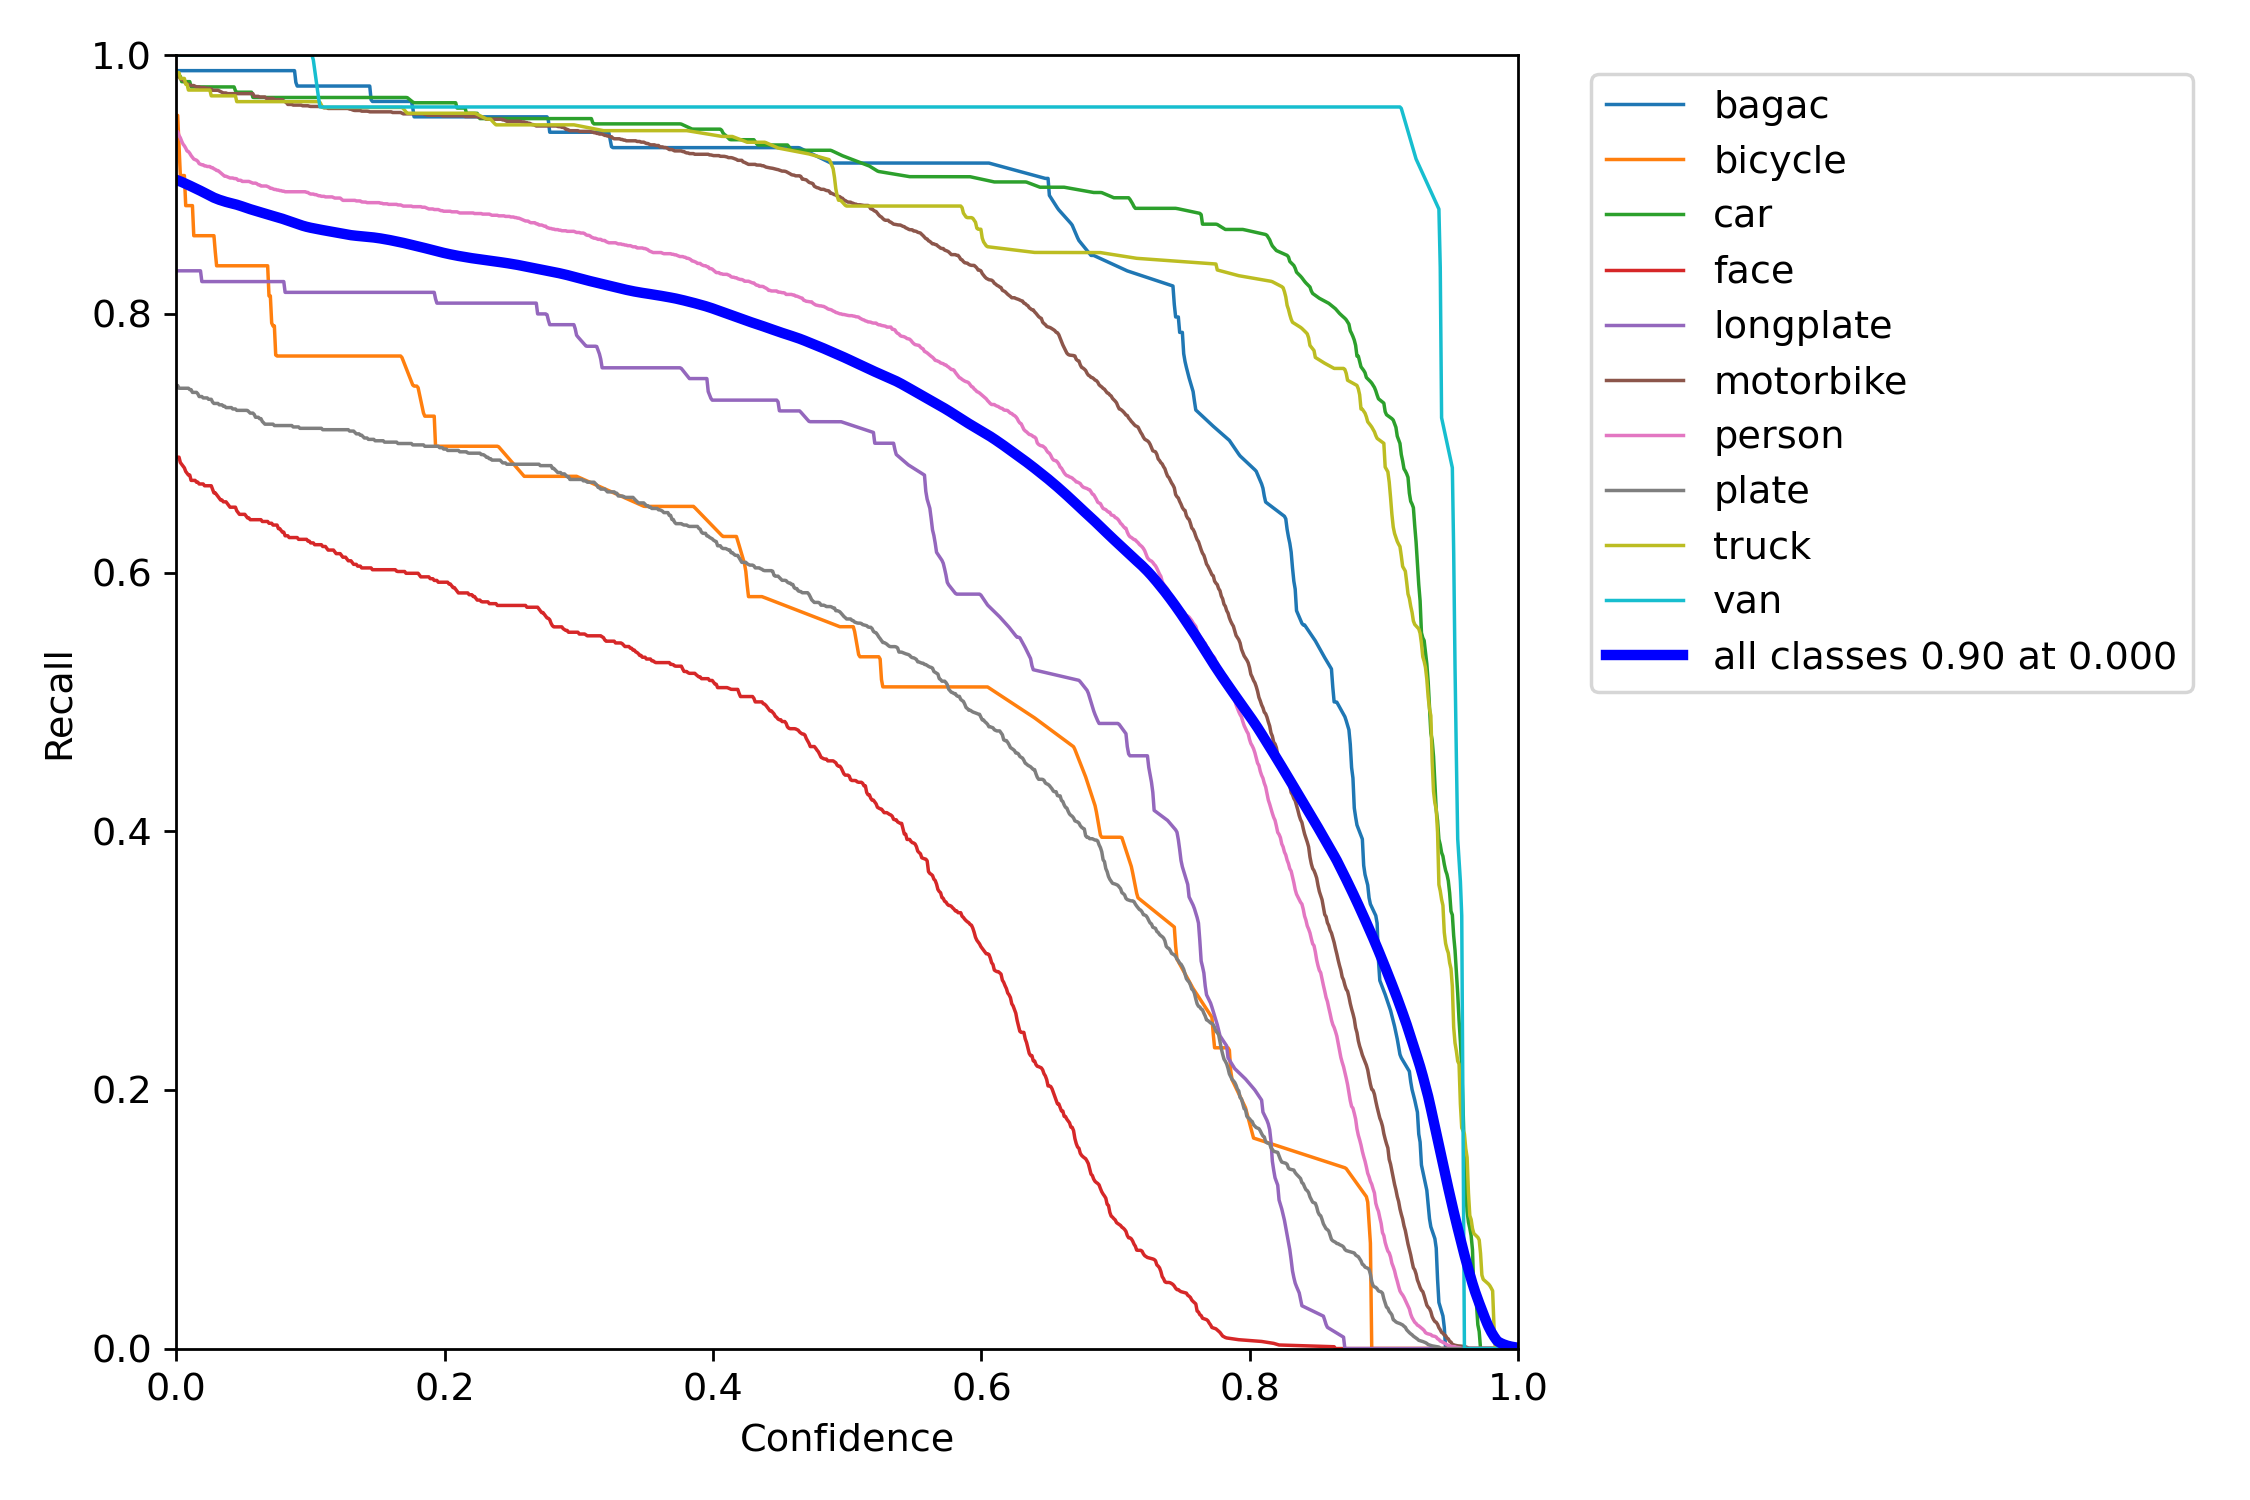 1.0
0.8
0.6
0.4
0.2
0.0
Recall
0.0 0.2 0.4 0.6 0.8 1.0
Confidence
bagac
bicycle
car
face
longplate
motorbike
person
plate
truck
van
all classes 0.90 at 0.000